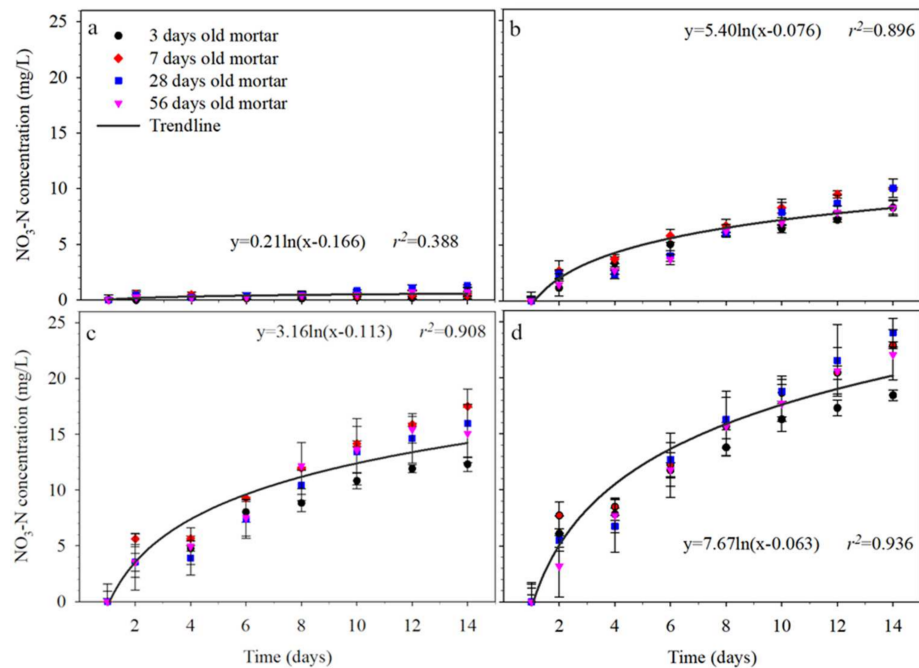 a
3 days old mortar
7 days old mortar
28 days old mortar
56 days old mortar
Trendline
y=0.21ln(x-0.166) r²=0.388
25
20
15
10
5
0
NO₃-N concentration (mg/L)
b
y=5.40ln(x-0.076) r²=0.896
c
y=3.16ln(x-0.113) r²=0.908
25
20
15
10
5
0
NO₃-N concentration (mg/L)
2 4 6 8 10 12 14
Time (days)
d
y=7.67ln(x-0.063) r²=0.936
2 4 6 8 10 12 14
Time (days)